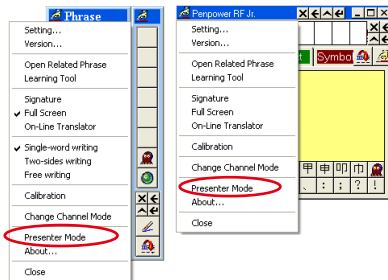 Phrase
Setting...
Version...
Open Related Phrase
Learning Tool
Signature
Full Screen
On-Line Translator
Single-word writing
Two-sides writing
Free writing
Calibration
Change Channel Mode
Presenter Mode
About...
Close
Penpower RF Jr.
Setting...
Version...
Open Related Phrase
Learning Tool
Signature
Full Screen
On-Line Translator
Calibration
Change Channel Mode
Presenter Mode
About...
Close
Symbo
甲 申 叩 巾
、 : ; ? !